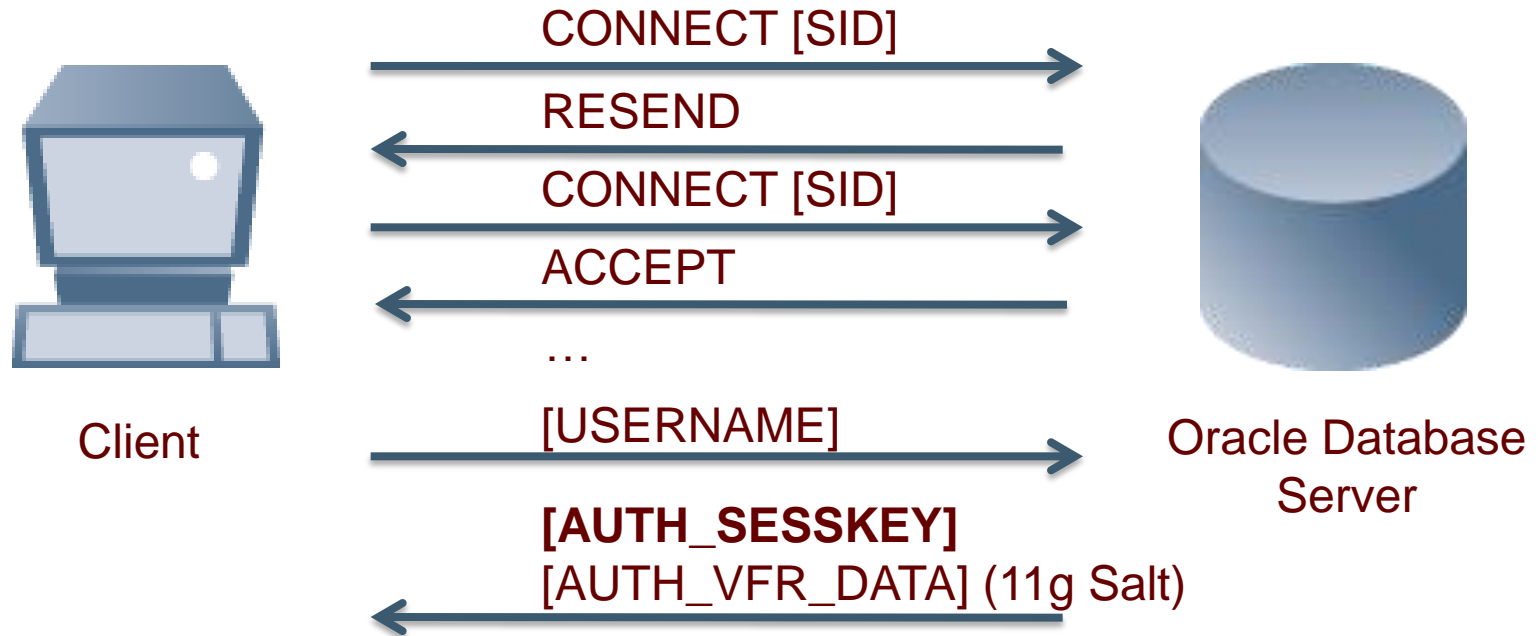 CONNECT [SID]
RESEND
CONNECT [SID]
ACCEPT
…
Client
[USERNAME]
Oracle Database
Server
[AUTH_SESSKEY]
[AUTH_VFR_DATA] (11g Salt)